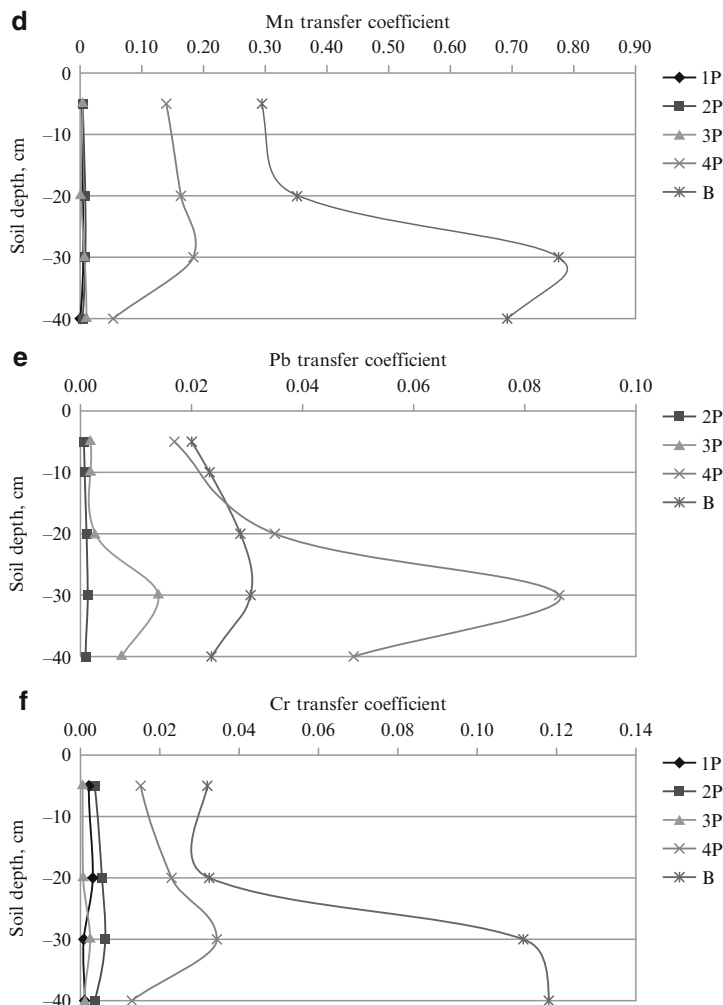 d
Mn transfer coefficient
0 0.10 0.20 0.30 0.40 0.50 0.60 0.70 0.80 0.90
0
–10
–20
–30
–40
Soil depth, cm
1P
2P
3P
4P
B
e
Pb transfer coefficient
0.00 0.02 0.04 0.06 0.08 0.10
0
–10
–20
–30
–40
Soil depth, cm
2P
3P
4P
B
f
Cr transfer coefficient
0.00 0.02 0.04 0.06 0.08 0.10 0.12 0.14
0
–10
–20
–30
–40
Soil depth, cm
1P
2P
3P
4P
B